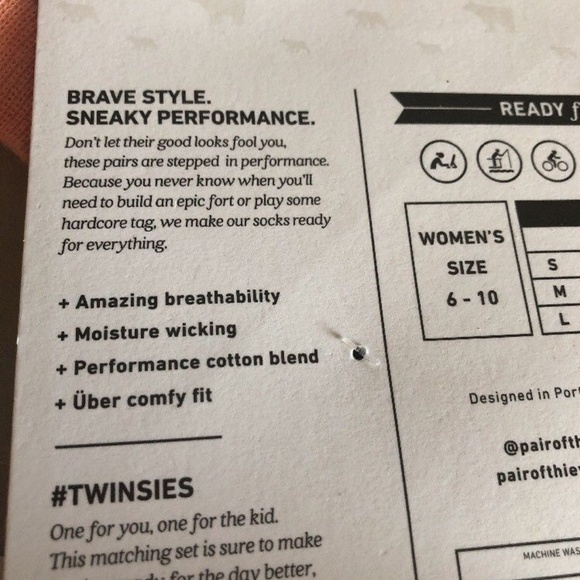 BRAVE STYLE.
SNEAKY PERFORMANCE.
Don't let their good looks fool you,
these pairs are stepped in performance.
Because you never know when you'll
need to build an epic fort or play some
hardcore tag, we make our socks ready
for everything.
+ Amazing breathability
+ Moisture wicking
+ Performance cotton blend
+ Über comfy fit
#TWINSIES
One for you, one for the kid.
This matching set is sure to make
for the day better,
READY
WOMEN'S
SIZE
6 - 10
S
M
L
Designed in
@pairofth
pairofthie
MACHINE